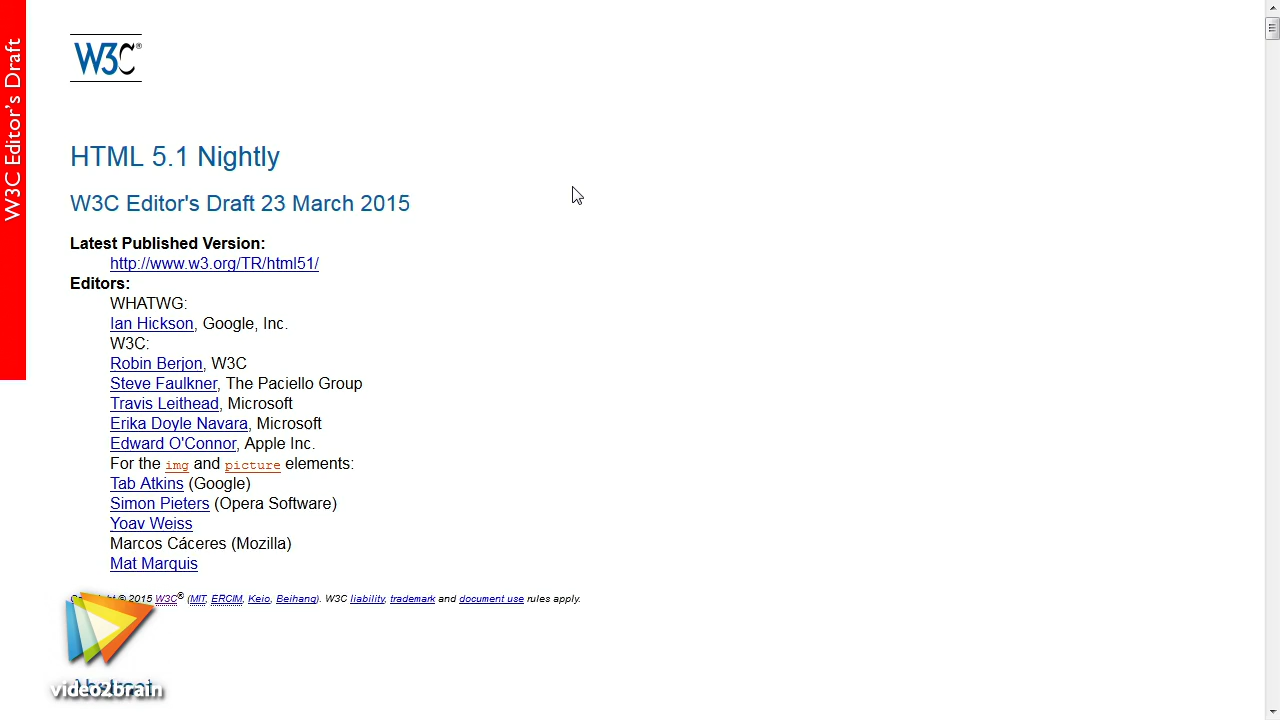 W3C Editor's Draft
W3C®
HTML 5.1 Nightly
W3C Editor's Draft 23 March 2015
Latest Published Version:
http://www.w3.org/TR/html51/
Editors:
WHATWG:
Ian Hickson, Google, Inc.
W3C:
Robin Berjon, W3C
Steve Faulkner, The Paciello Group
Travis Leithead, Microsoft
Erika Doyle Navara, Microsoft
Edward O'Connor, Apple Inc.
For the img and picture elements:
Tab Atkins (Google)
Simon Pieters (Opera Software)
Yoav Weiss
Marcos Cáceres (Mozilla)
Mat Marquis
Copyright © 2015 W3C® (MIT, ERCIM, Keio, Beihang). W3C liability, trademark and document use rules apply.
Abstract
video2brain